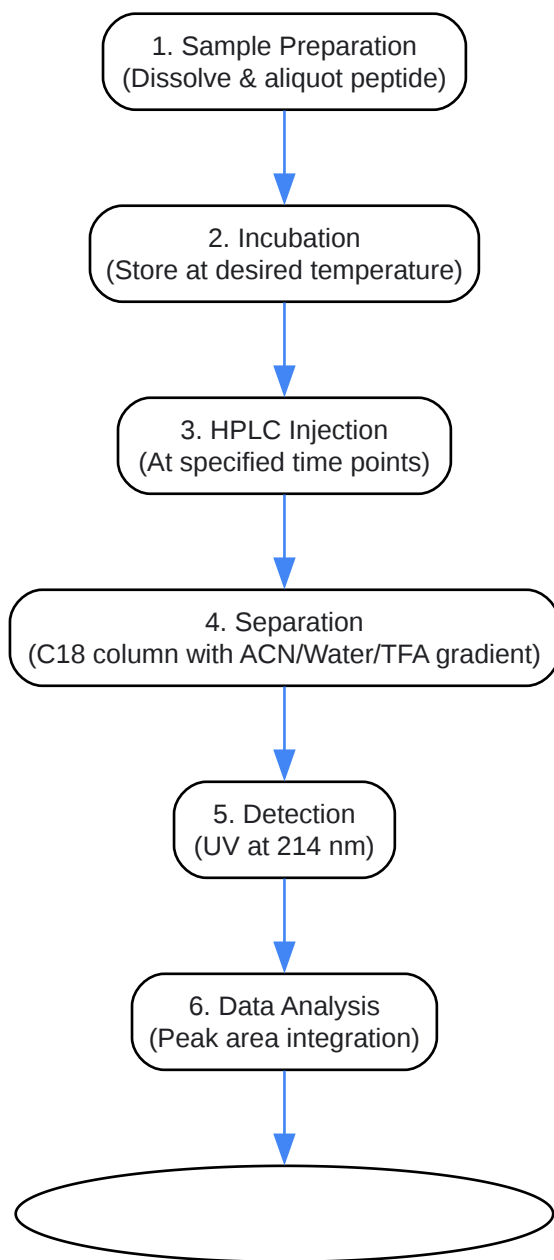 1. Sample Preparation
(Dissolve & aliquot peptide)
2. Incubation
(Store at desired temperature)
3. HPLC Injection
(At specified time points)
4. Separation
(C18 column with ACN/Water/TFA gradient)
5. Detection
(UV at 214 nm)
6. Data Analysis
(Peak area integration)